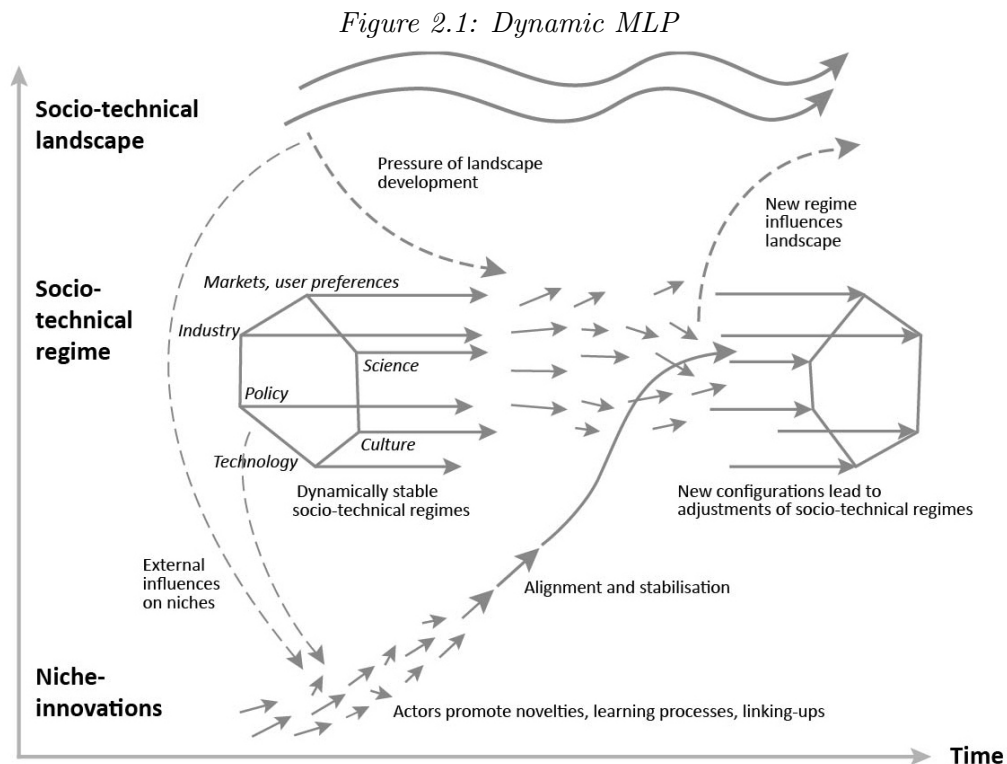 Figure 2.1: Dynamic MLP
Socio-technical
landscape
Pressure of landscape
development
New regime
influences
landscape
Socio-
technical
regime
Markets, user preferences
Industry
Science
Policy
Culture
Technology
Dynamically stable
socio-technical regimes
New configurations lead to
adjustments of socio-technical regimes
External
influences
on niches
Alignment and stabilisation
Niche-
innovations
Actors promote novelties, learning processes, linking-ups
Time